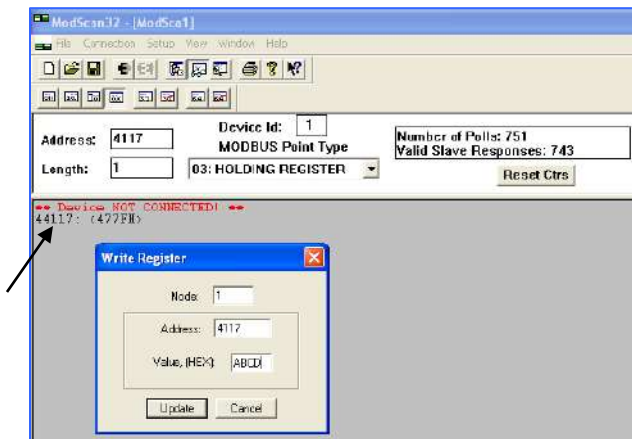 ModScan32 - [ModSca1]
File Connection Setup View Window Help
Address: 4117
Device Id: 1
MODBUS Point Type
Length: 1
03: HOLDING REGISTER
Number of Polls: 751
Valid Slave Responses: 743
Reset Ctrs
** Device NOT CONNECTED! **
44117: <477FH>
Write Register
Node: 1
Address: 4117
Value, (HEX): ABCD
Update Cancel